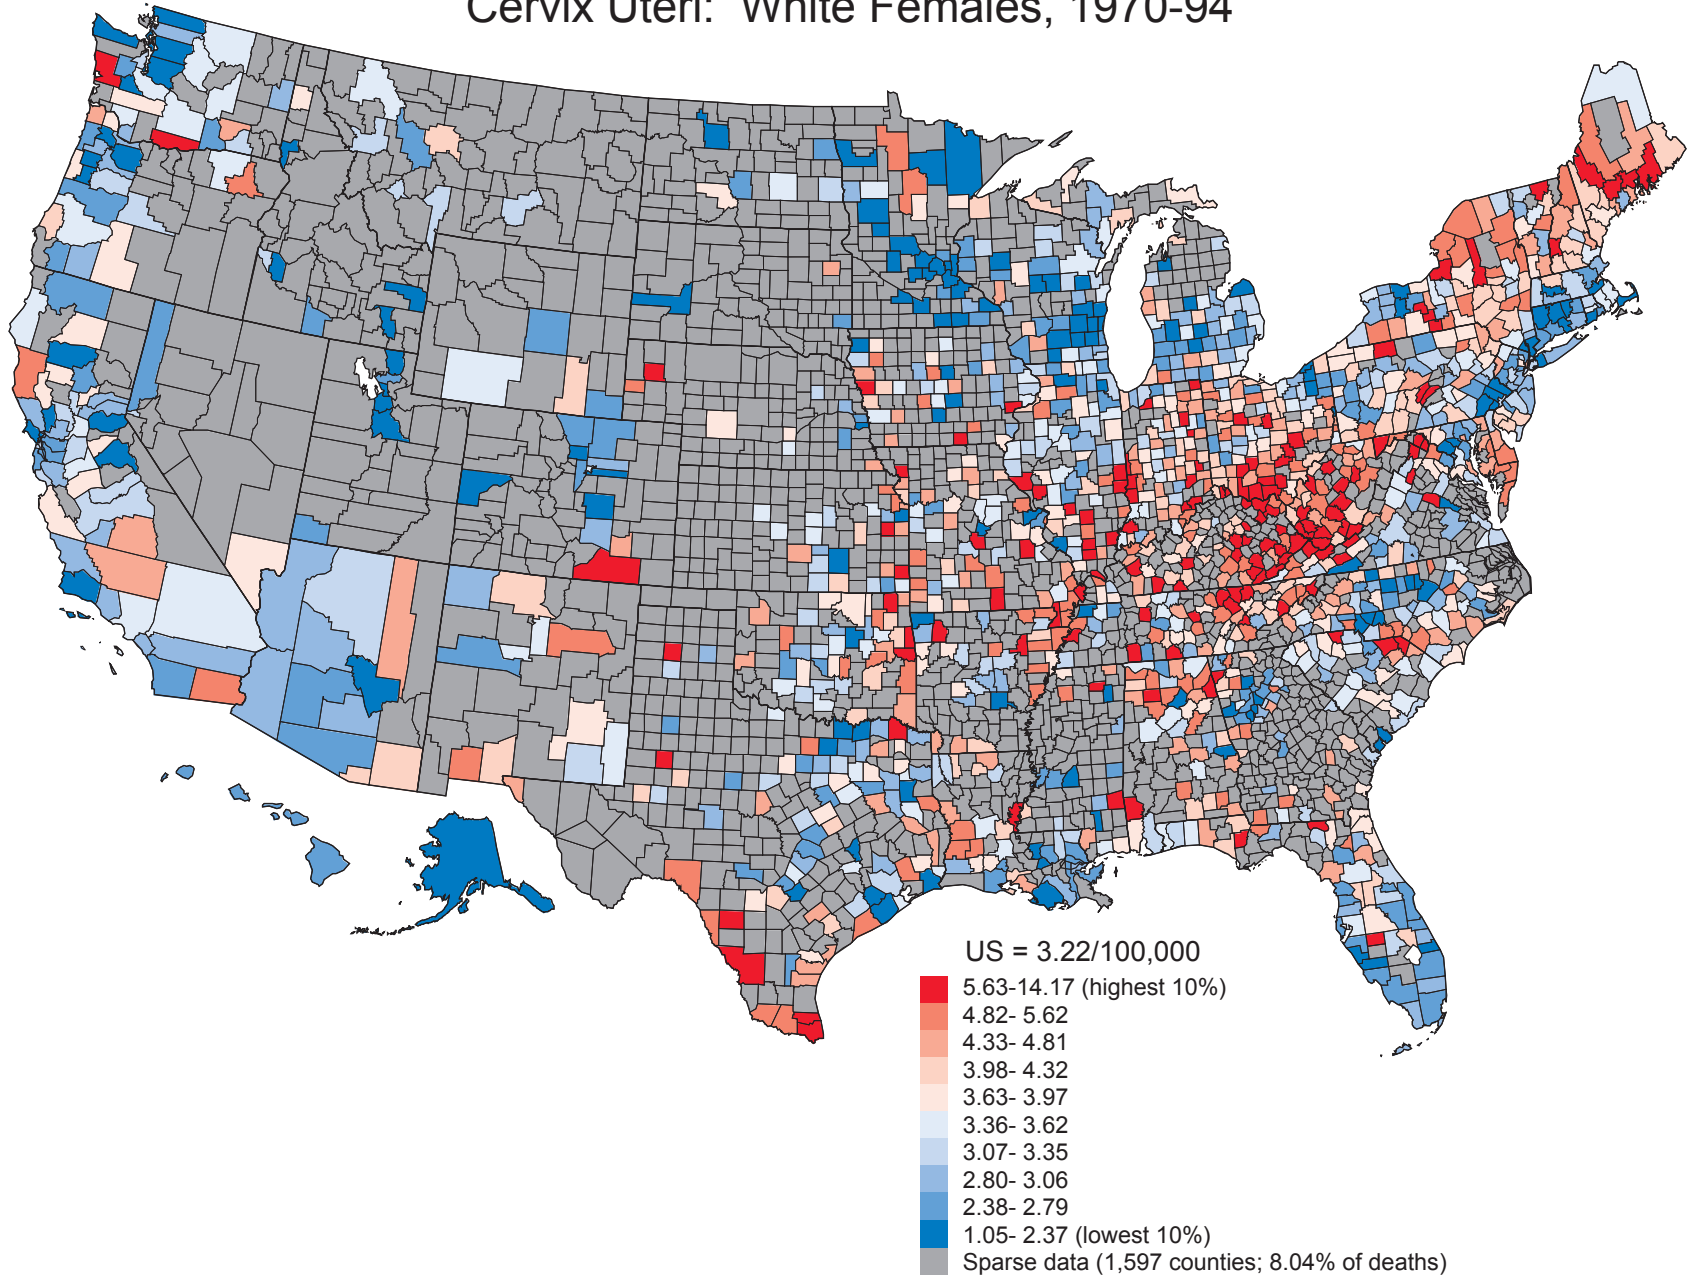 Cervix Uteri: White Females, 1970-94
US = 3.22/100,000
5.63-14.17 (highest 10%)
4.82- 5.62
4.33- 4.81
3.98- 4.32
3.63- 3.97
3.36- 3.62
3.07- 3.35
2.80- 3.06
2.38- 2.79
1.05- 2.37 (lowest 10%)
Sparse data (1,597 counties; 8.04% of deaths)